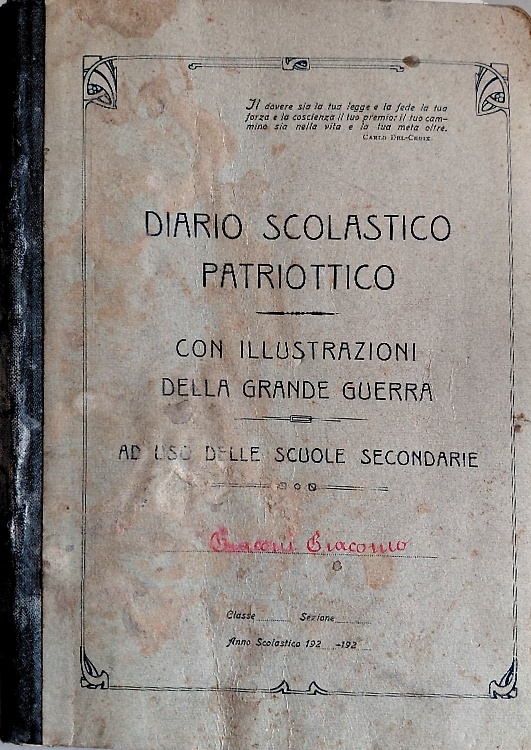 Il dovere sia la tua legge e la fede la tua
forza e la coscienza il tuo premio: il tuo cam-
mino sia nella vita e la tua meta oltre.
CARLO DEL-CROIX
DIARIO SCOLASTICO
PATRIOTTICO
CON ILLUSTRAZIONI
DELLA GRANDE GUERRA
AD USO DELLE SCUOLE SECONDARIE
Giacomo
Classe Sezione
Anno Scolastico 192 -192